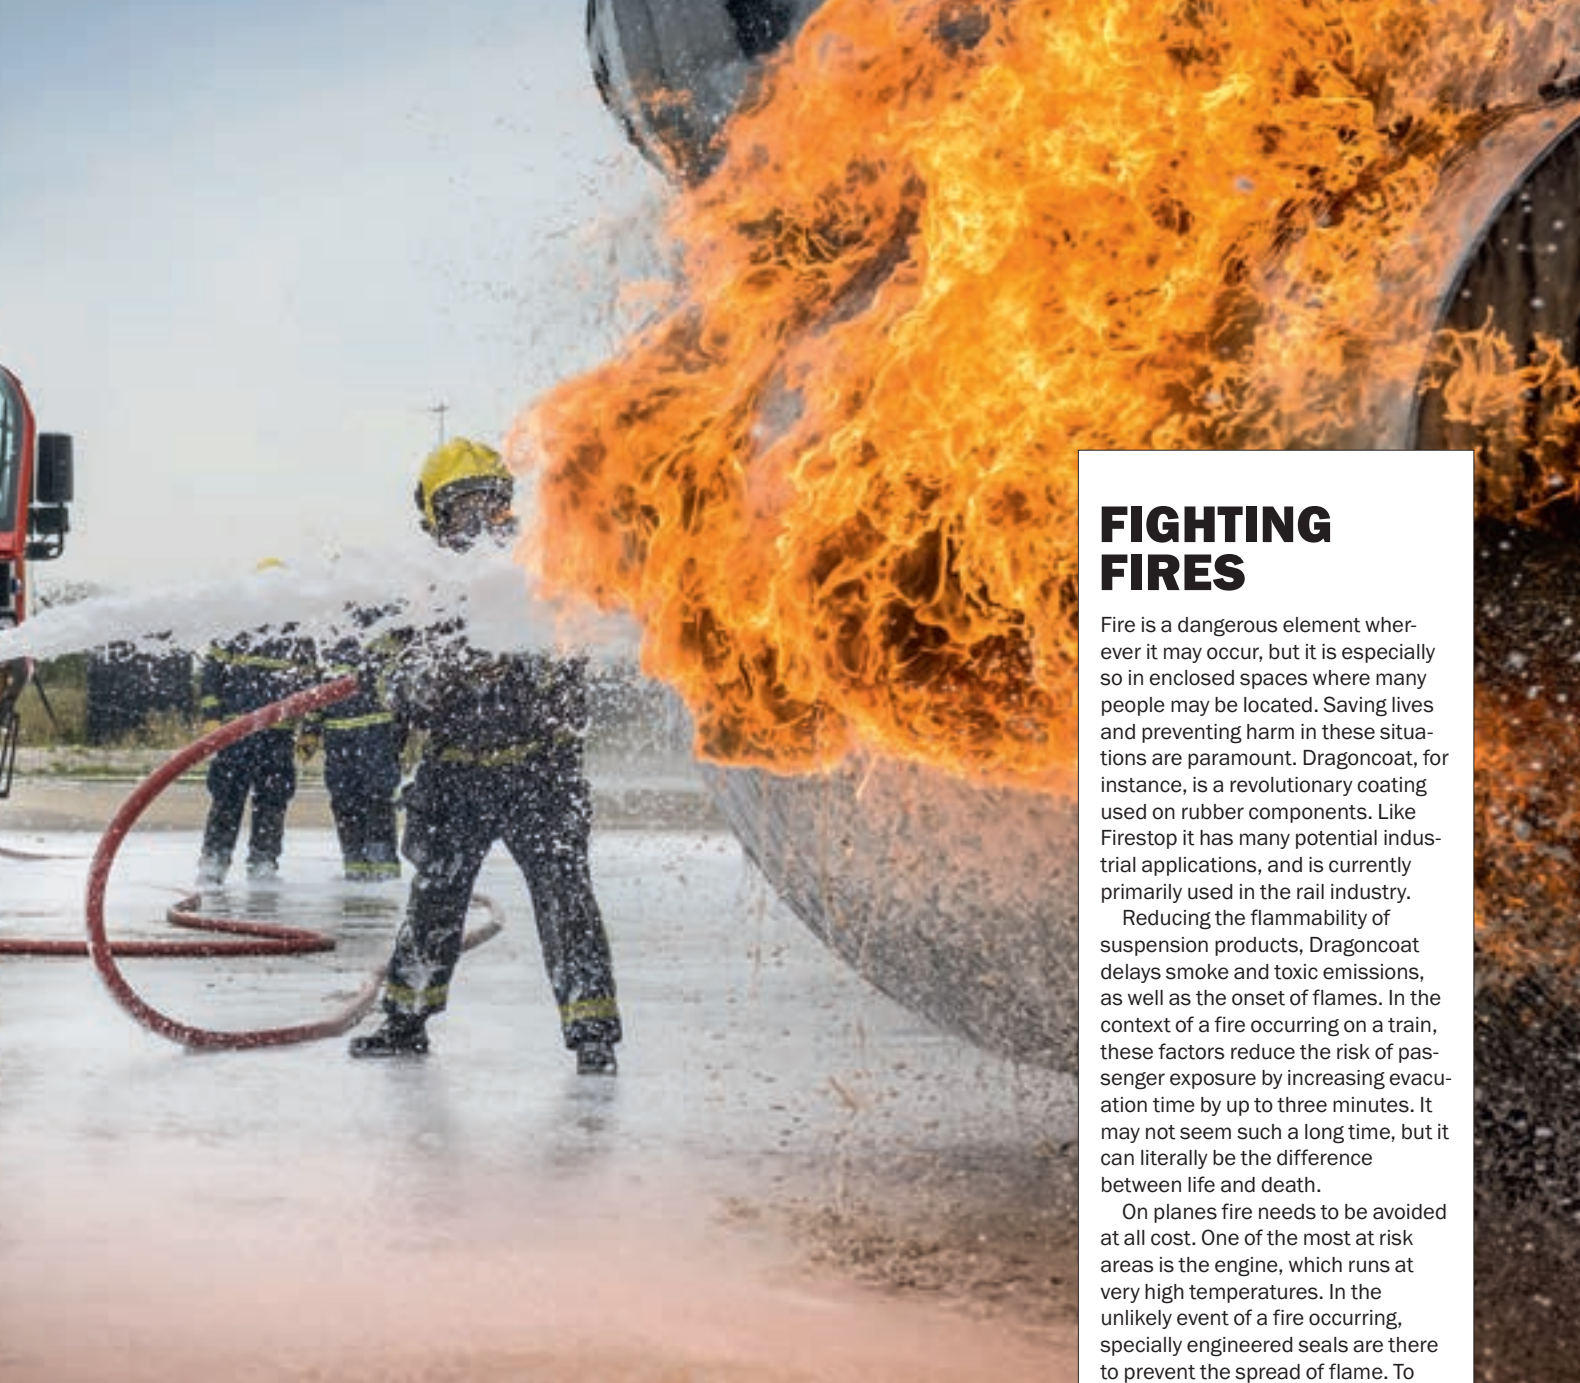 FIGHTING
FIRES
Fire is a dangerous element wher-
ever it may occur, but it is especially
so in enclosed spaces where many
people may be located. Saving lives
and preventing harm in these situa-
tions are paramount. Dragoncoat, for
instance, is a revolutionary coating
used on rubber components. Like
Firestop it has many potential indus-
trial applications, and is currently
primarily used in the rail industry.
Reducing the flammability of
suspension products, Dragoncoat
delays smoke and toxic emissions,
as well as the onset of flames. In the
context of a fire occurring on a train,
these factors reduce the risk of pas-
senger exposure by increasing evacu-
ation time by up to three minutes. It
may not seem such a long time, but it
can literally be the difference
between life and death.
On planes fire needs to be avoided
at all cost. One of the most at risk
areas is the engine, which runs at
very high temperatures. In the
unlikely event of a fire occurring,
specially engineered seals are there
to prevent the spread of flame. To